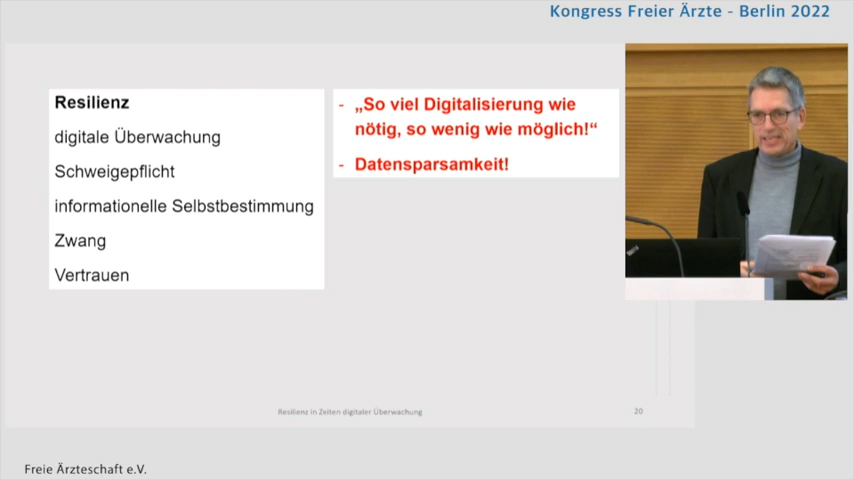 Kongress Freier Ärzte - Berlin 2022
Resilienz
digitale Überwachung
Schweigepflicht
informationelle Selbstbestimmung
Zwang
Vertrauen
- „So viel Digitalisierung wie
nötig, so wenig wie möglich!“
- Datensparsamkeit!
Resilienz in Zeiten digitaler Überwachung
20
Freie Ärzteschaft e.V.